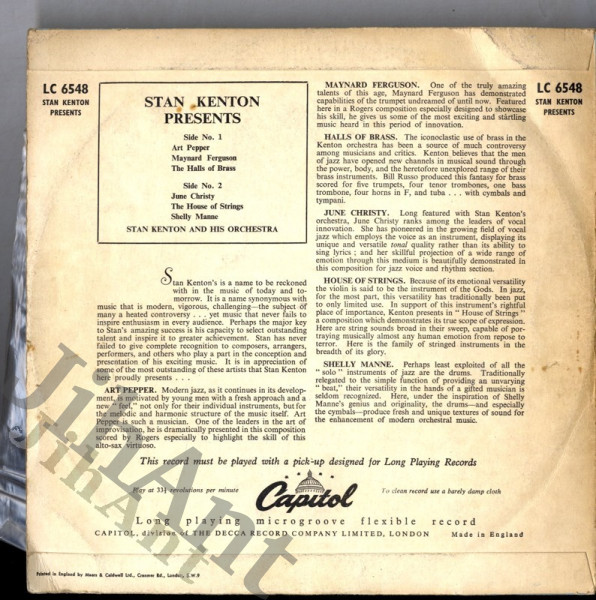 LC 6548
STAN KENTON
PRESENTS
STAN KENTON
PRESENTS
Side No. 1
Art Pepper
Maynard Ferguson
The Halls of Brass
Side No. 2
June Christy
The House of Strings
Shelly Manne
STAN KENTON AND HIS ORCHESTRA
Stan Kenton's is a name to be reckoned
with in the music of today and to-
morrow. It is a name synonymous with
music that is modern, vigorous, challenging—the subject of
many a heated controversy . . . yet music that never fails to
inspire enthusiasm in every audience. Perhaps the major key
to Stan's amazing success is his capacity to select outstanding
talent and inspire it to greater achievement. Stan has never
failed to give complete recognition to composers, arrangers,
performers, and others who play a part in the conception and
presentation of his exciting music. It is in appreciation of
some of the most outstanding of these artists that Stan Kenton
here proudly presents . . .
ART PEPPER. Modern jazz, as it continues in its develop-
ment, is motivated by young men with a fresh approach and a
new "feel," not only for their individual instruments, but for
the melodic and harmonic structure of the music itself. Art
Pepper is such a musician. One of the leaders in the art of
improvisation, he is dramatically presented in this composition
scored by Rogers especially to highlight the skill of this
alto-sax virtuoso.
MAYNARD FERGUSON. One of the truly amazing
talents of this age, Maynard Ferguson has demonstrated
capabilities of the trumpet undreamed of until now. Featured
here in a Rogers composition especially designed to showcase
his skill, he gives us some of the most exciting and startling
music heard in this period of innovation.
HALLS OF BRASS. The iconoclastic use of brass in the
Kenton orchestra has been a source of much controversy
among musicians and critics. Kenton believes that the men
of jazz have opened new channels in musical sound through
the power, body, and the heretofore unexplored range of their
brass instruments. Bill Russo produced this fantasy for brass
scored for five trumpets, four tenor trombones, one bass
trombone, four horns in F, and tuba . . . with cymbals and
tympani.
JUNE CHRISTY. Long featured with Stan Kenton's
orchestra, June Christy ranks among the leaders of vocal
innovation. She has pioneered in the growing field of vocal
jazz which employs the voice as an instrument, displaying its
unique and versatile tonal quality rather than its ability to
sing lyrics; and her skillful projection of a wide range of
emotion through this medium is beautifully demonstrated in
this composition for jazz voice and rhythm section.
HOUSE OF STRINGS. Because of its emotional versatility
the violin is said to be the instrument of the Gods. In jazz,
for the most part, this versatility has traditionally been put
to only limited use. In support of this instrument's rightful
place of importance, Kenton presents in "House of Strings"
a composition which demonstrates its true scope of expression.
Here are string sounds broad in their sweep, capable of por-
traying musically almost any human emotion from repose to
terror. Here is the family of stringed instruments in the
breadth of its glory.
SHELLY MANNE. Perhaps least exploited of all the
"solo" instruments of jazz are the drums. Traditionally
relegated to the simple function of providing an unvarying
"beat," their versatility in the hands of a gifted musician is
seldom recognized. Here, under the inspiration of Shelly
Manne's genius and originality, the drums—and especially
the cymbals—produce fresh and unique textures of sound for
the enhancement of modern orchestral music.
LC 6548
STAN KENTON
PRESENTS
This record must be played with a pick-up designed for Long Playing Records
Play at 33⅓ revolutions per minute
Capitol
To clean record use a barely damp cloth
Long playing microgroove flexible record
CAPITOL, division of THE DECCA RECORD COMPANY LIMITED, LONDON
Made in England
Printed in England by Meers & Caldwell Ltd., Cranmer Rd., London, S.W.9
JihAnt
JihAnt
JihAnt